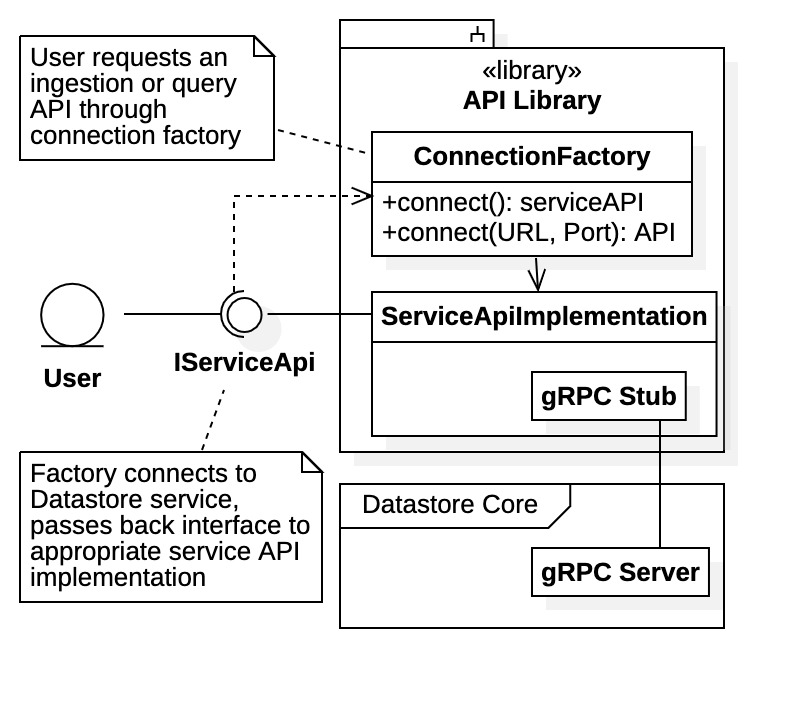 User requests an
ingestion or query
API through
connection factory
«library»
API Library
ConnectionFactory
+connect(): serviceAPI
+connect(URL, Port): API
ServiceApiImplementation
gRPC Stub
User
IServiceApi
Factory connects to
Datastore service,
passes back interface to
appropriate service API
implementation
Datastore Core
gRPC Server